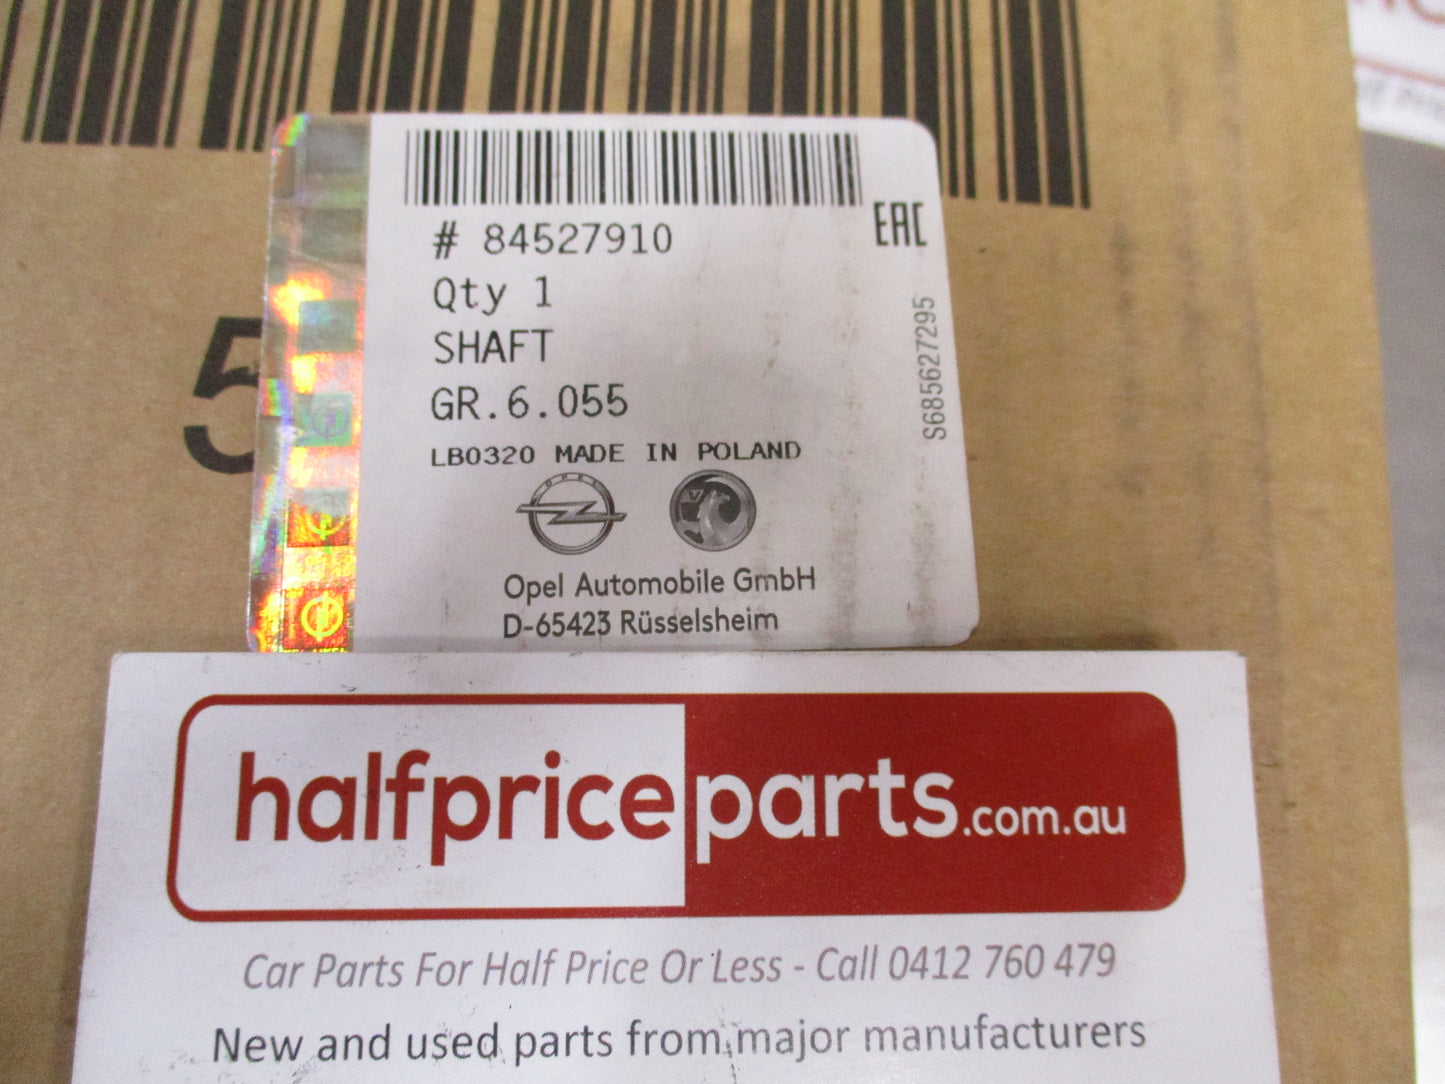 # 84527910
EAC
Qty 1
SHAFT
GR.6.055
S685627295
LB0320 MADE IN POLAND
OPEL
V
Opel Automobile GmbH
D-65423 Rüsselsheim
5
halfpriceparts.com.au
Car Parts For Half Price Or Less - Call 0412 760 479
New and used parts from major manufacturers